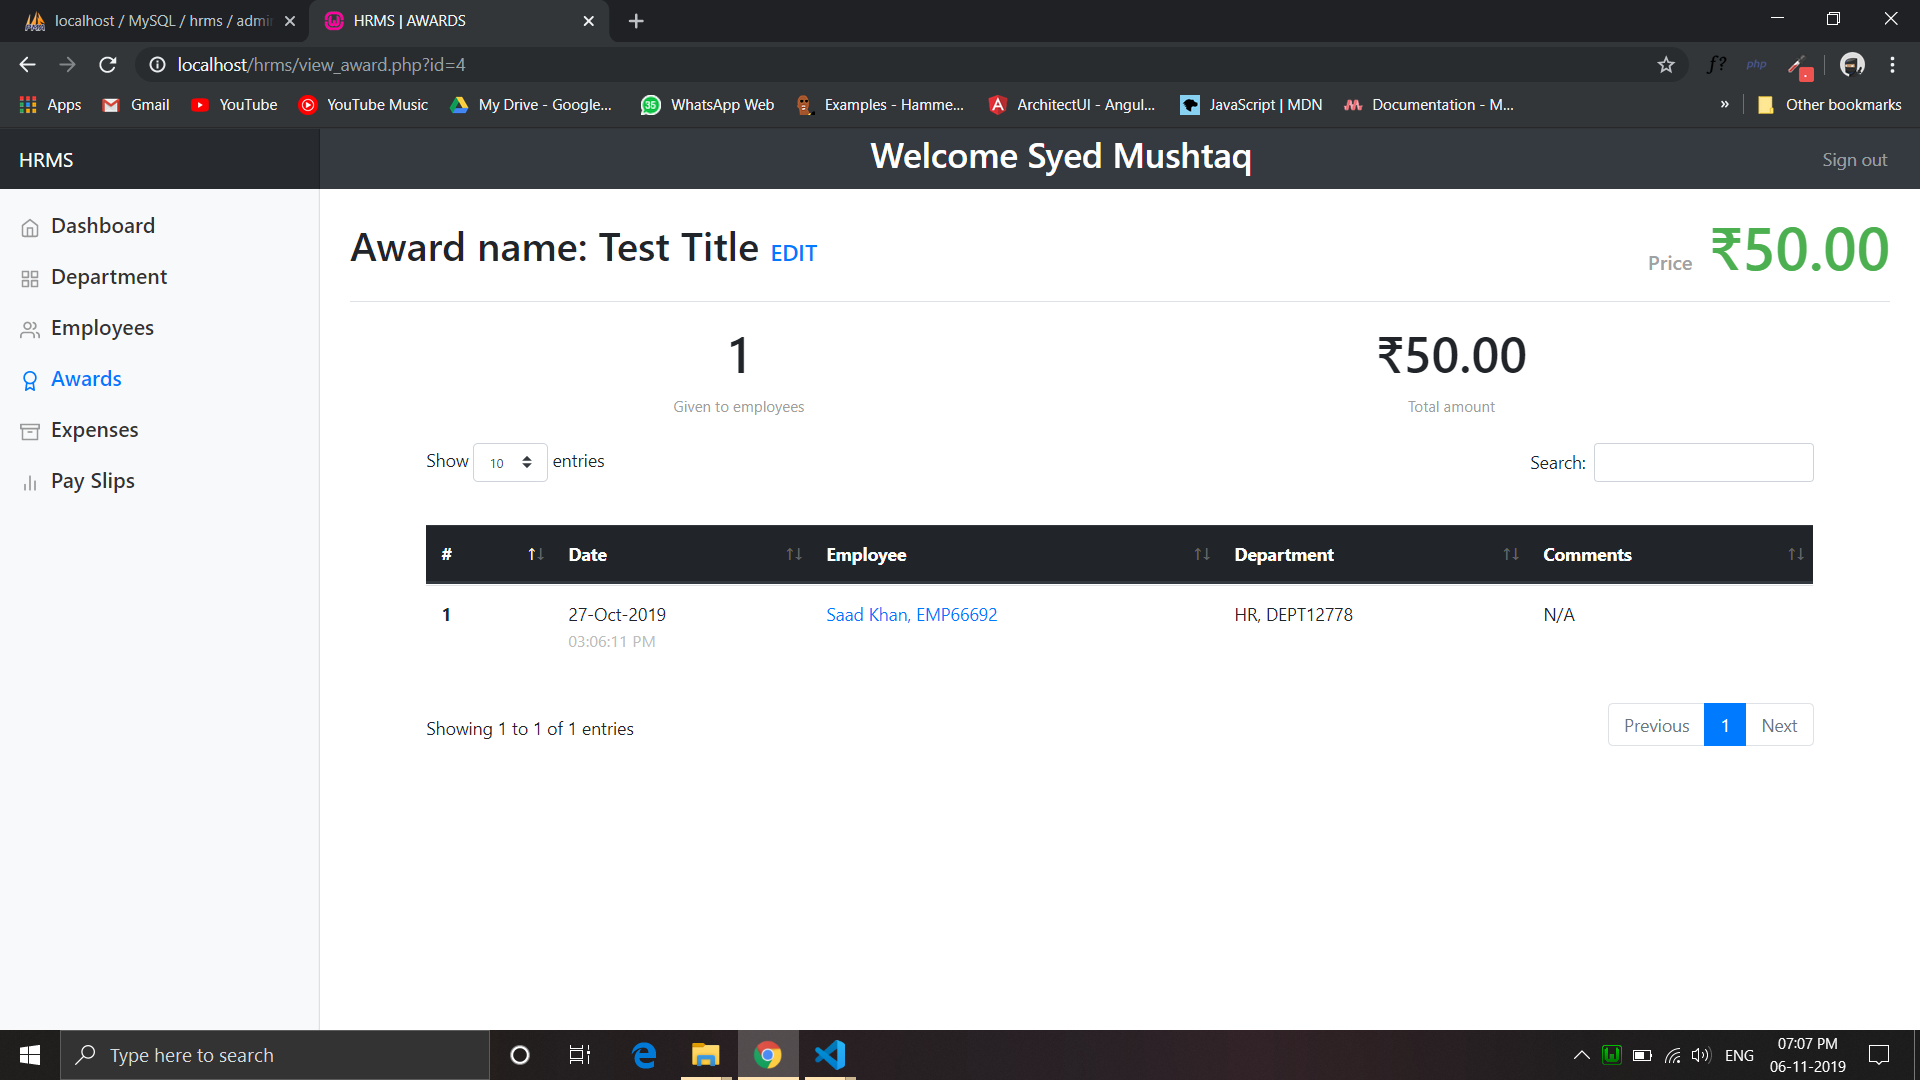 localhost / MySQL / hrms / admin
HRMS | AWARDS
localhost/hrms/view_award.php?id=4
f?
php
Apps
Gmail
YouTube
YouTube Music
My Drive - Google...
35
WhatsApp Web
Examples - Hamme...
ArchitectUI - Angul...
JavaScript | MDN
Documentation - M...
»
Other bookmarks
HRMS
Welcome Syed Mushtaq
Sign out
Dashboard
Department
Employees
Awards
Expenses
Pay Slips
Award name: Test Title EDIT
Price ₹50.00
1
Given to employees
₹50.00
Total amount
Show 10 entries
Search:
# Date Employee Department Comments
1 27-Oct-2019 Saad Khan, EMP66692 HR, DEPT12778 N/A
03:06:11 PM
Showing 1 to 1 of 1 entries
Previous 1 Next
Type here to search
ENG
07:07 PM
06-11-2019